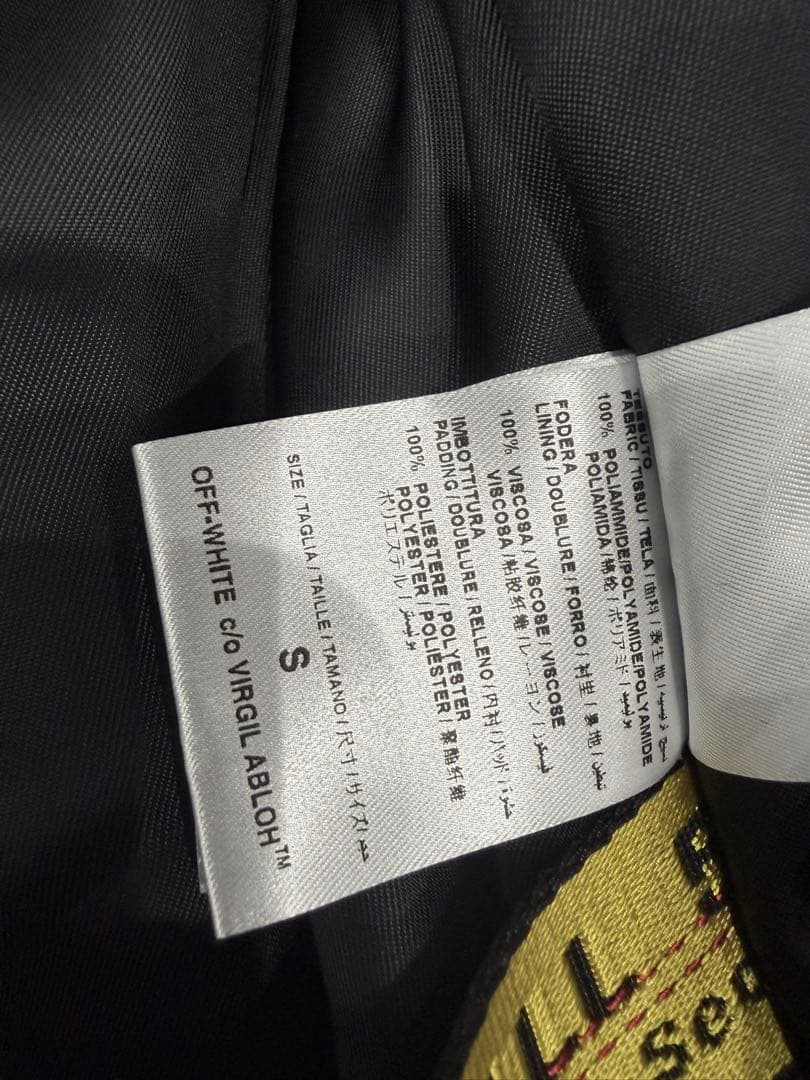 TESSUTO
FABRIC / TISSU / TELA / 面料 / 表生地 /
100% POLIAMMIDE/POLYAMIDE/POLYAMIDE
POLIAMIDA / 锦纶 / ポリアミド /
FODERA
LINING / DOUBLURE / FORRO / 衬里 / 裏地 /
100% VISCOSA / VISCOSE / VISCOSE
VISCOSA / 粘胶纤维 / レーヨン /
IMBOTTITURA
PADDING / DOUBLURE / RELLENO / 内衬 / パッド /
100% POLIESTERE / POLYESTER
POLYESTER / POLIÉSTER / 聚酯纤维
ポリエステル / بوليستر
SIZE / TAGLIA / TAILLE / TAMANO / 尺寸 / サイズ / حجم
S
OFF-WHITE c/o VIRGIL ABLOH™